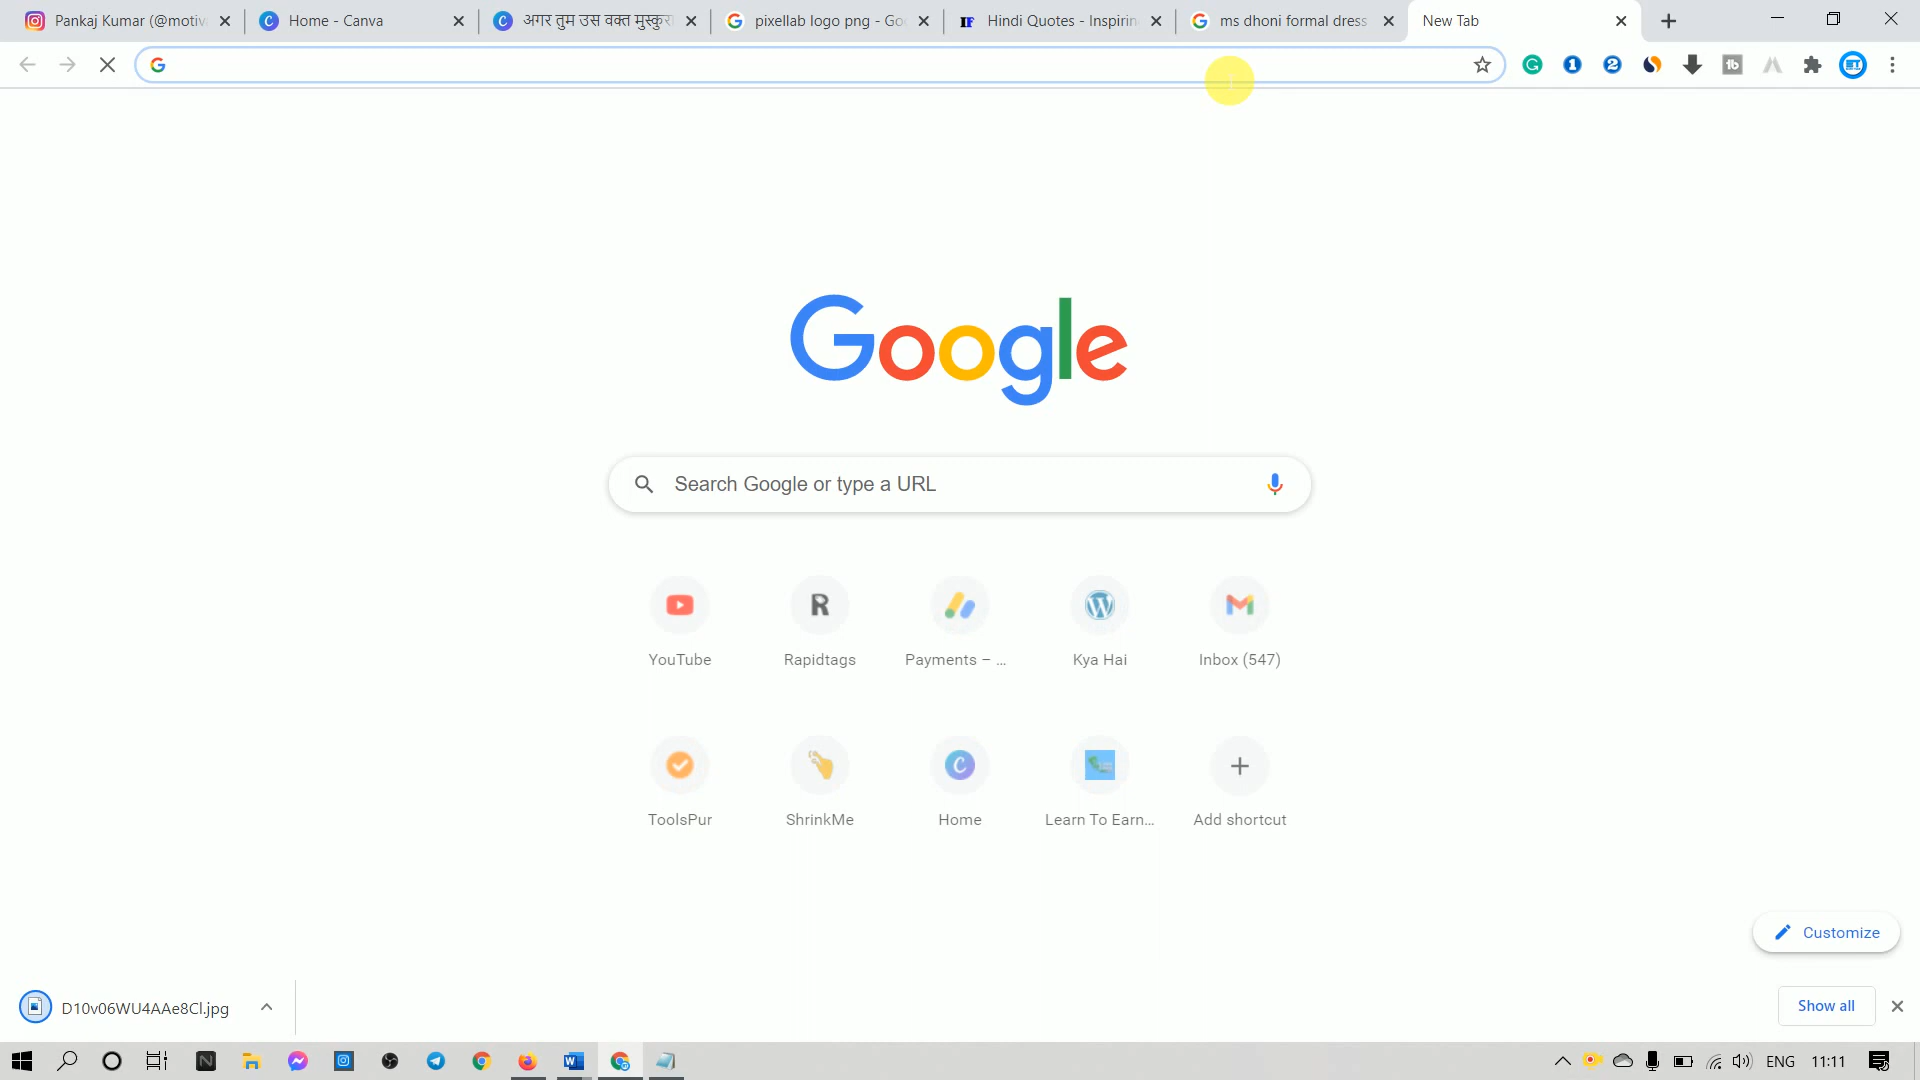 Pankaj Kumar (@motiv
Home - Canva
अगर तुम उस वक्त मुस्कुरा
pixellab logo png - Goo
Hindi Quotes - Inspirin
ms dhoni formal dress
New Tab
Google
Search Google or type a URL
YouTube
Rapidtags
Payments – ...
Kya Hai
Inbox (547)
ToolsPur
ShrinkMe
Home
Learn To Earn...
Add shortcut
Customize
D10v06WU4AAe8Cl.jpg
Show all
ENG
11:11